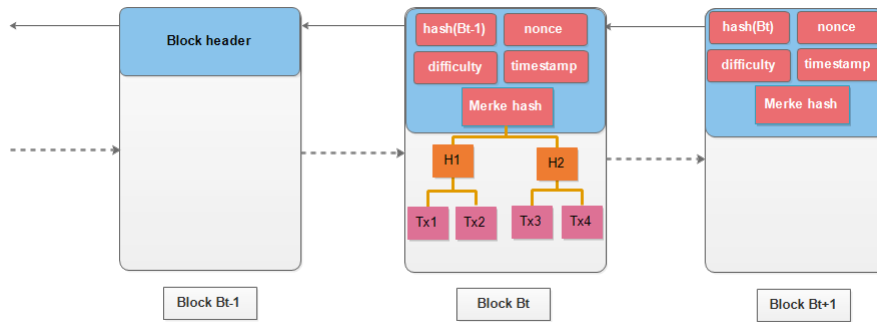 Block header
hash(Bt-1) nonce
difficulty timestamp
Merke hash
H1 H2
Tx1 Tx2 Tx3 Tx4
hash(Bt) nonce
difficulty timestamp
Merke hash
Block Bt-1 Block Bt Block Bt+1